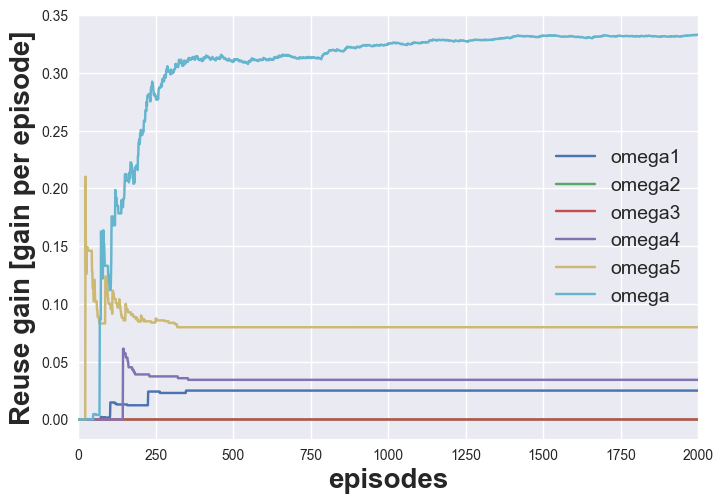 Reuse gain [gain per episode]
0.35
0.30
0.25
0.20
0.15
0.10
0.05
0.00
omega1
omega2
omega3
omega4
omega5
omega
0 250 500 750 1000 1250 1500 1750 2000
episodes